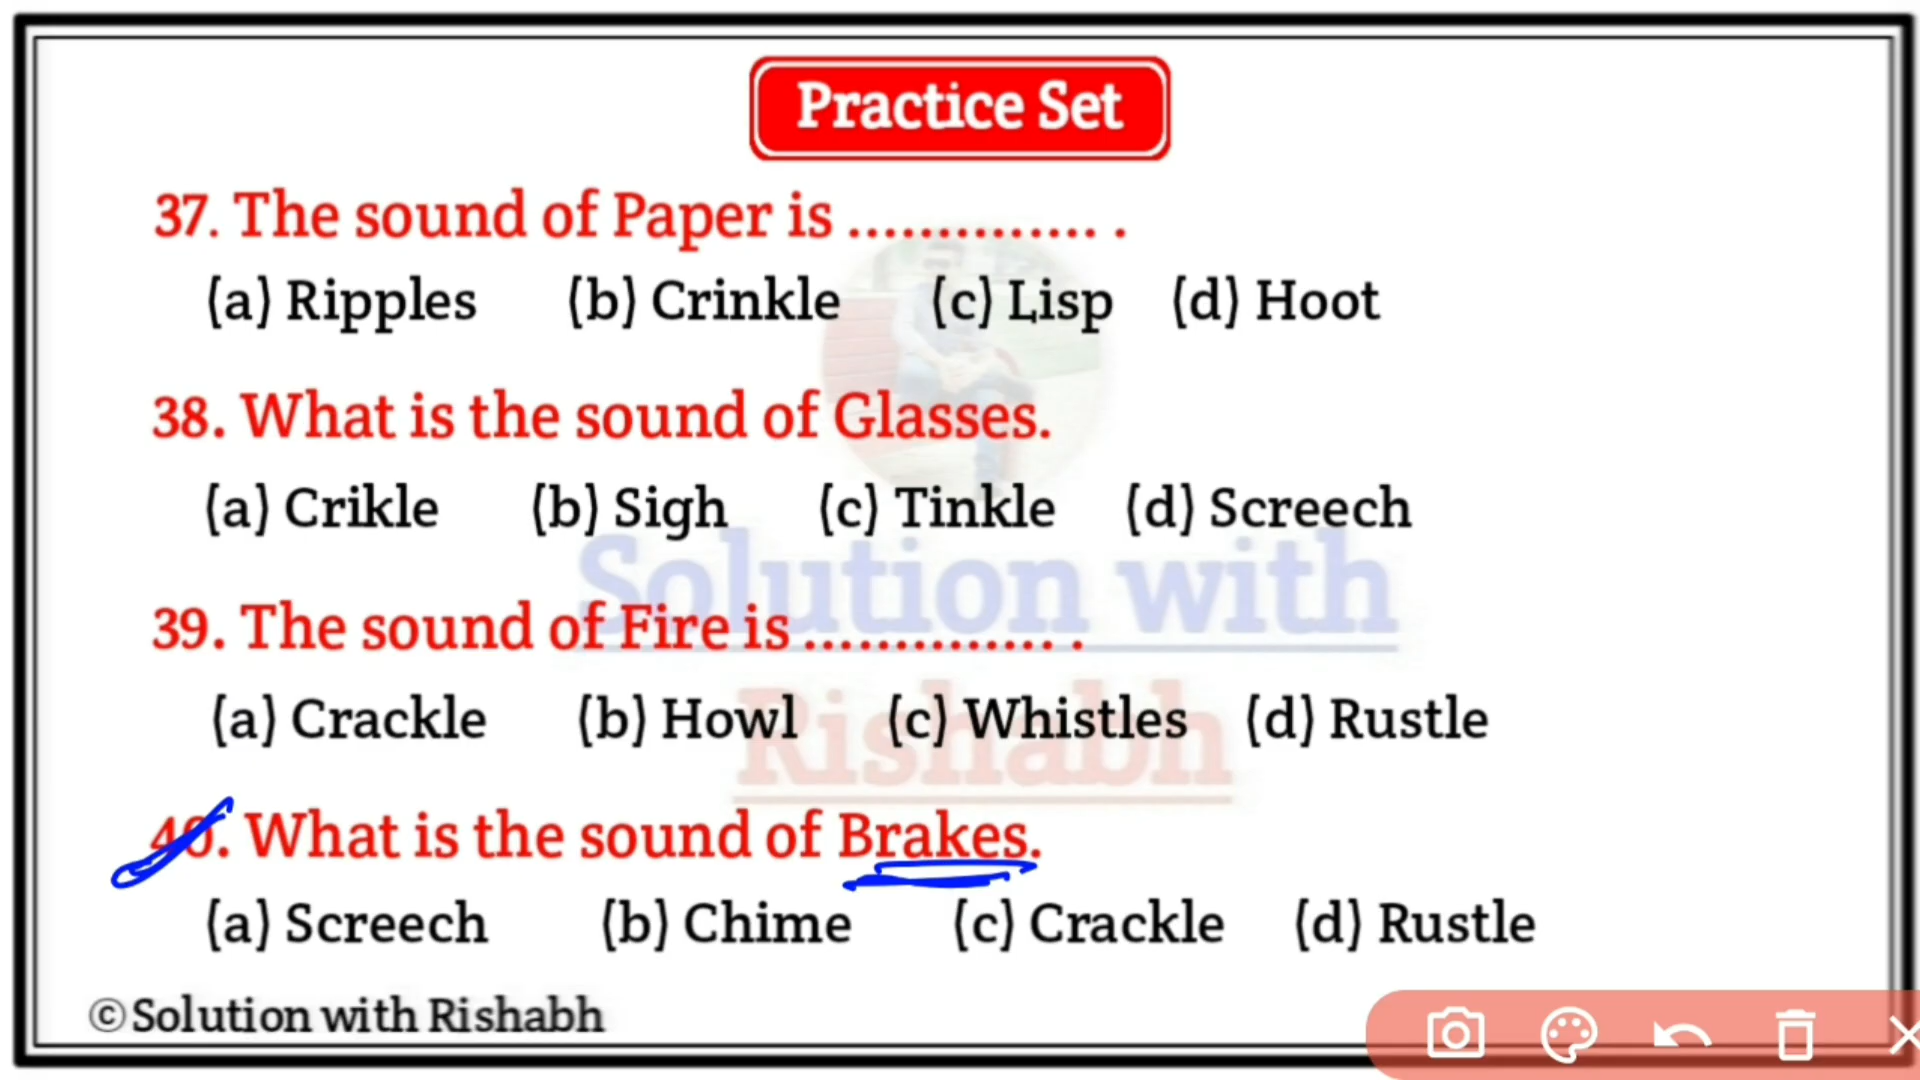 Practice Set
37. The sound of Paper is .............. .
(a) Ripples (b) Crinkle (c) Lisp (d) Hoot
38. What is the sound of Glasses.
(a) Crikle (b) Sigh (c) Tinkle (d) Screech
Solution with
39. The sound of Fire is .............. .
(a) Crackle (b) Howl (c) Whistles (d) Rustle
Rishabh
40. What is the sound of Brakes.
(a) Screech (b) Chime (c) Crackle (d) Rustle
©Solution with Rishabh